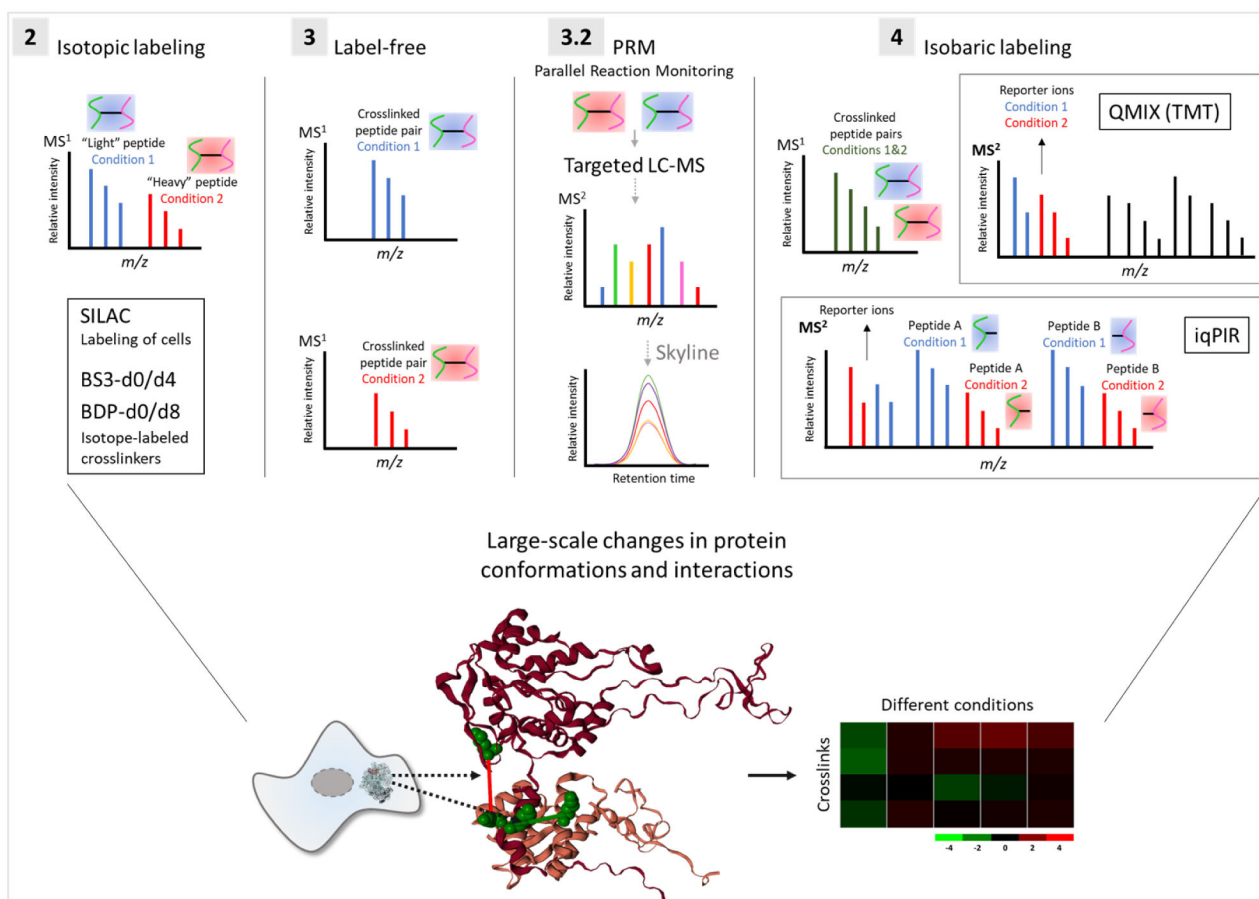 2 Isotopic labeling
MS1
"Light" peptide
Condition 1
"Heavy" peptide
Condition 2
Relative intensity
m/z
SILAC
Labeling of cells
BS3-d0/d4
BDP-d0/d8
Isotope-labeled
crosslinkers
3 Label-free
MS1
Crosslinked
peptide pair
Condition 1
Relative intensity
m/z
MS1
Crosslinked
peptide pair
Condition 2
Relative intensity
m/z
3.2 PRM
Parallel Reaction Monitoring
Targeted LC-MS
MS2
Relative intensity
m/z
Skyline
Relative intensity
Retention time
4 Isobaric labeling
Crosslinked
peptide pairs
Conditions 1&2
MS1
Relative intensity
m/z
Reporter ions
Condition 1
Condition 2
QMIX (TMT)
MS2
Relative intensity
m/z
Reporter ions
MS2
Peptide A
Condition 1
Peptide A
Condition 2
Peptide B
Condition 1
Peptide B
Condition 2
iqPIR
Relative intensity
m/z
Large-scale changes in protein
conformations and interactions
Different conditions
Crosslinks
-4 -2 0 2 4